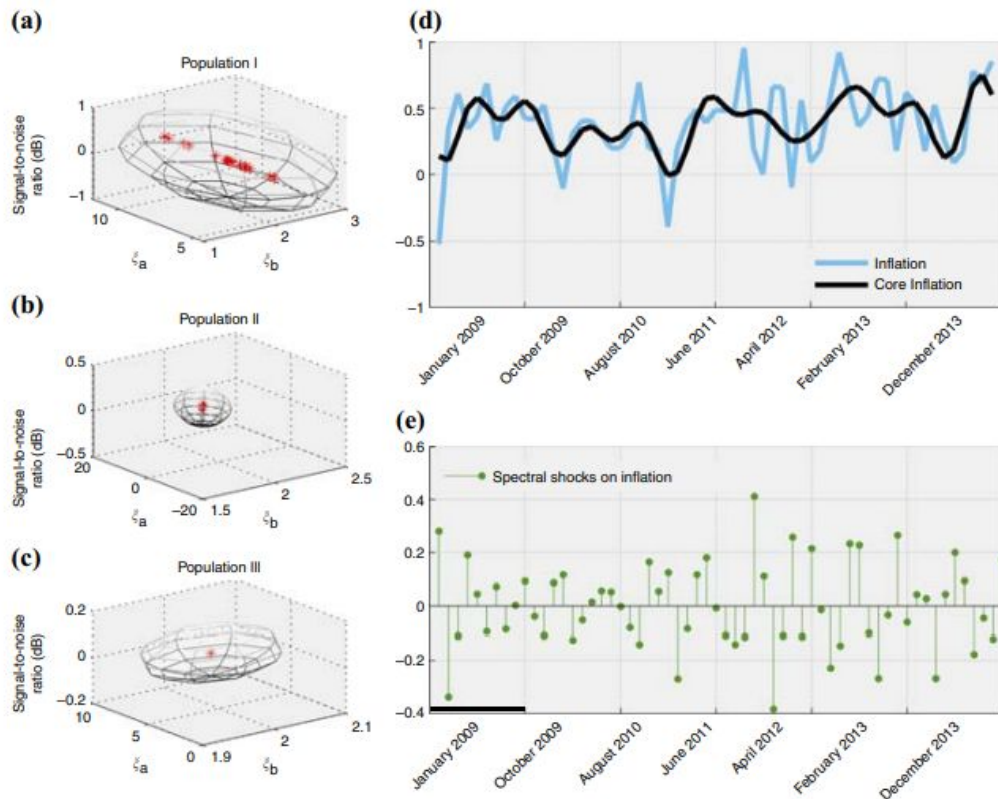 (a)
Population I
Signal-to-noise
ratio (dB)
1
0
−1
10
5
ξa
1
2
3
ξb
(b)
Population II
Signal-to-noise
ratio (dB)
0.5
0
−0.5
20
0
−20
ξa
1.5
2
2.5
ξb
(c)
Population III
Signal-to-noise
ratio (dB)
0.2
0
−0.2
10
5
0
ξa
1.9
2
2.1
ξb
(d)
1
0.5
0
−0.5
−1
Inflation
Core Inflation
January 2009
October 2009
August 2010
June 2011
April 2012
February 2013
December 2013
(e)
0.6
0.4
0.2
0
−0.2
−0.4
Spectral shocks on inflation
January 2009
October 2009
August 2010
June 2011
April 2012
February 2013
December 2013